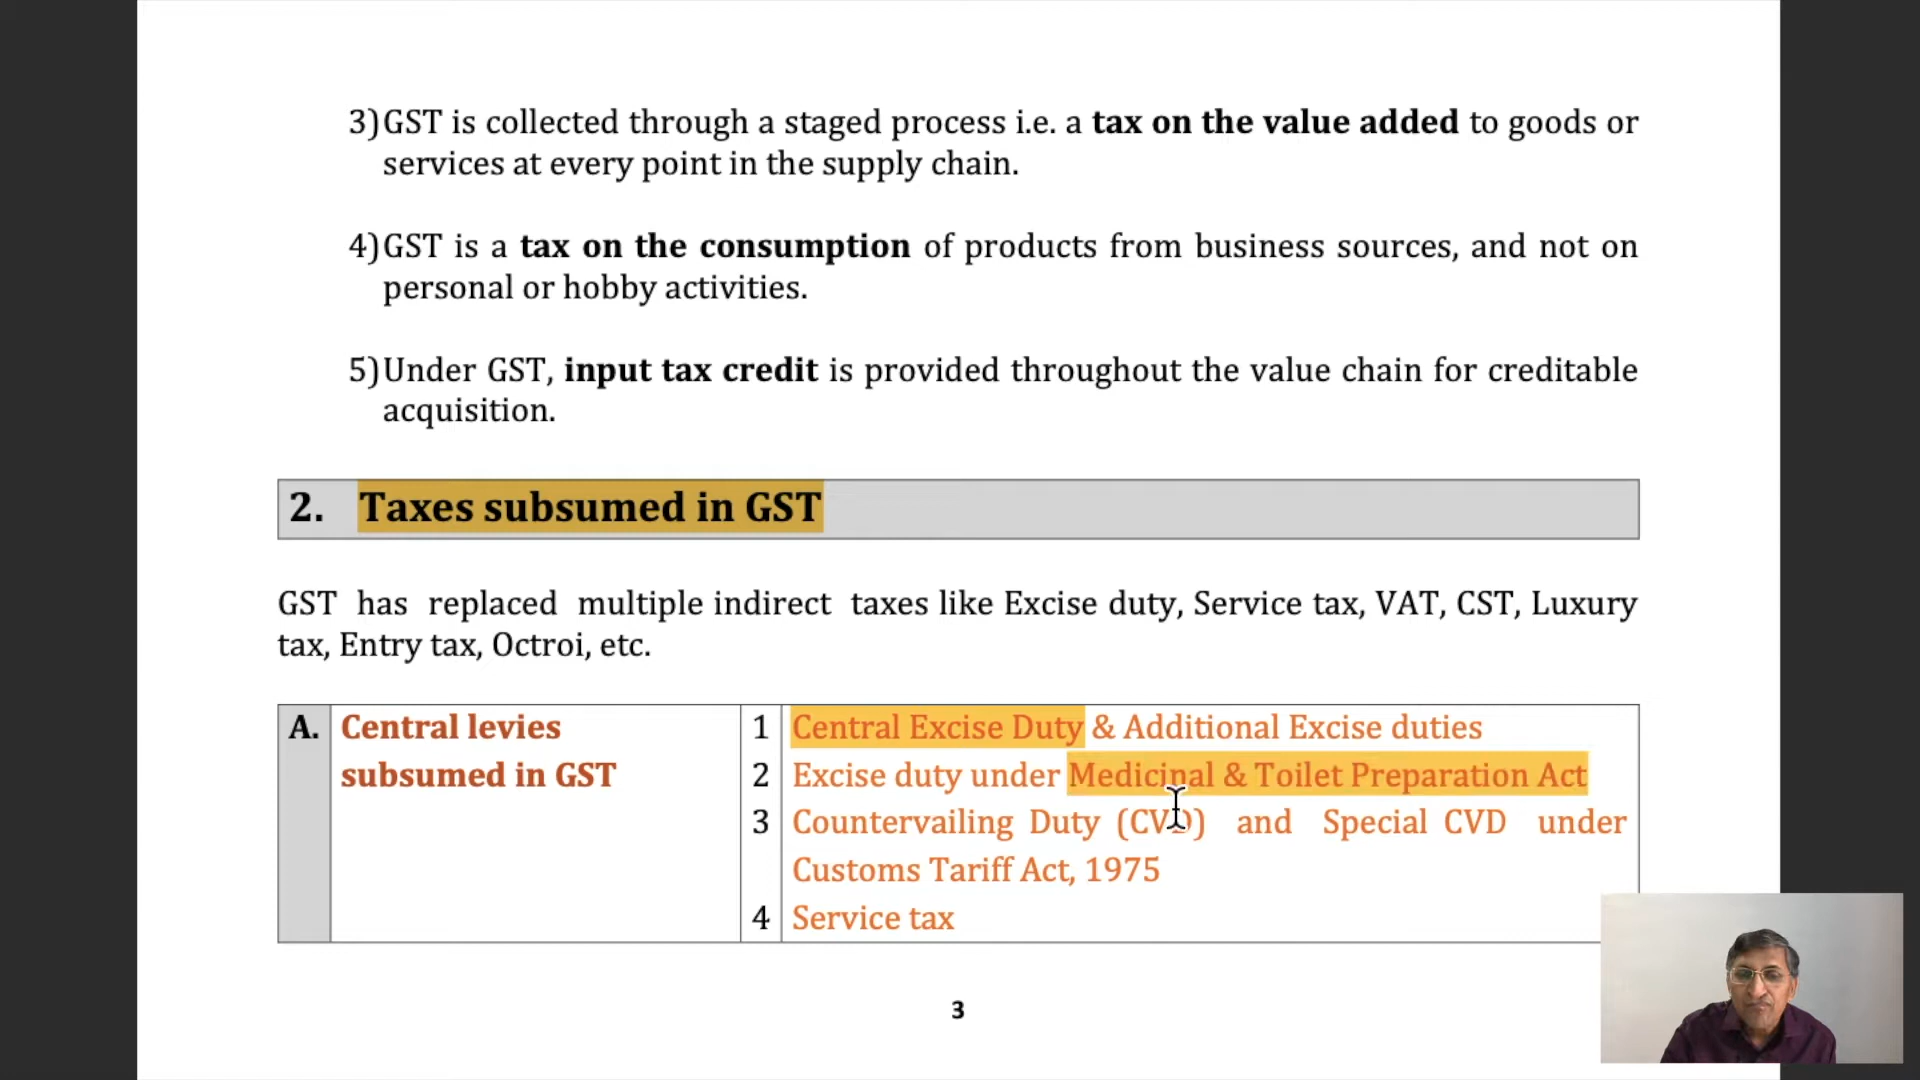 3) GST is collected through a staged process i.e. a tax on the value added to goods or
services at every point in the supply chain.
4) GST is a tax on the consumption of products from business sources, and not on
personal or hobby activities.
5) Under GST, input tax credit is provided throughout the value chain for creditable
acquisition.
2. Taxes subsumed in GST
GST has replaced multiple indirect taxes like Excise duty, Service tax, VAT, CST, Luxury
tax, Entry tax, Octroi, etc.
A. Central levies
subsumed in GST
1 Central Excise Duty & Additional Excise duties
2 Excise duty under Medicinal & Toilet Preparation Act
3 Countervailing Duty (CVD) and Special CVD under
Customs Tariff Act, 1975
4 Service tax
3